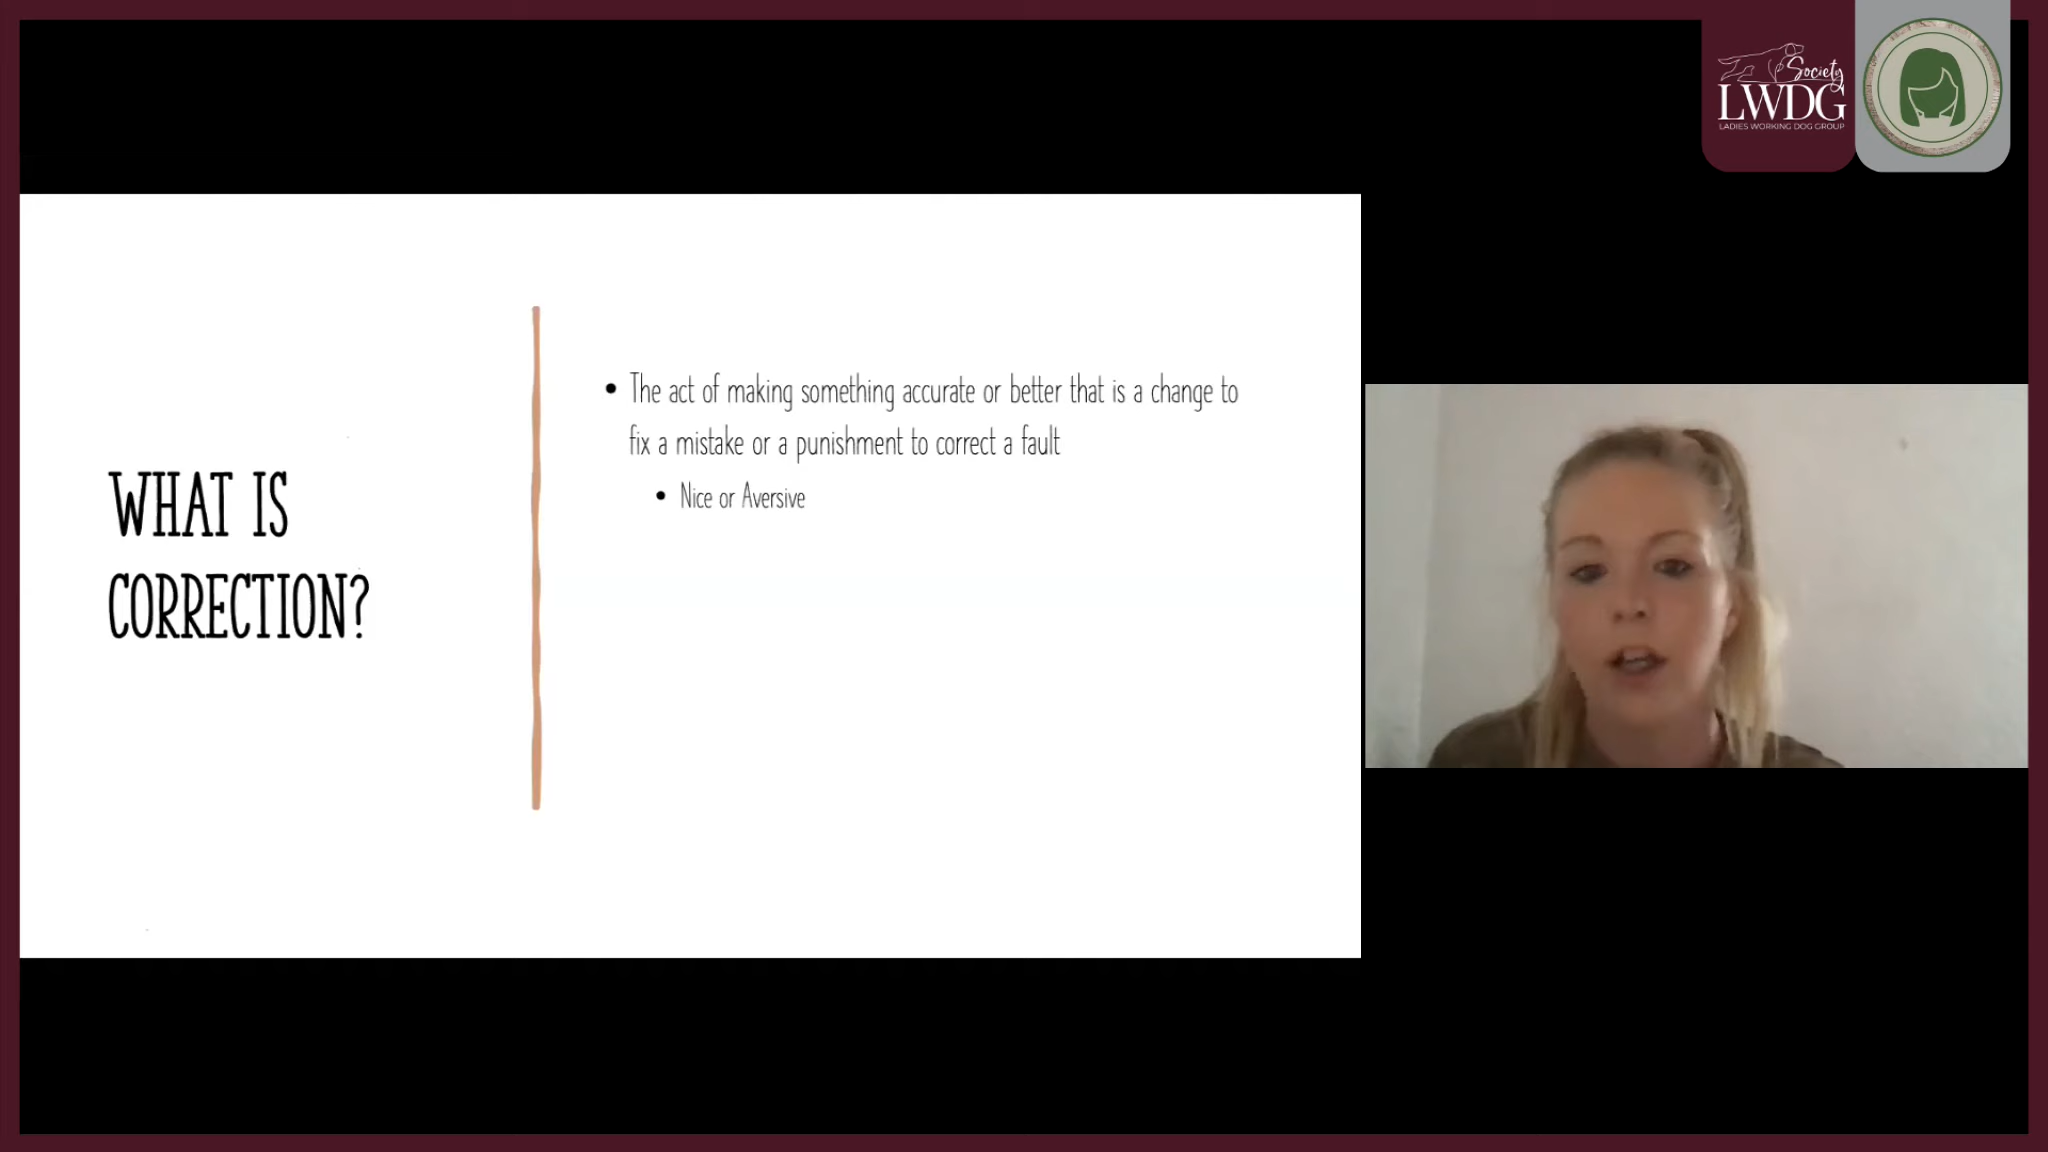 Society
LWDG
LADIES WORKING DOG GROUP
WHAT IS
CORRECTION?
• The act of making something accurate or better that is a change to
fix a mistake or a punishment to correct a fault
• Nice or Aversive